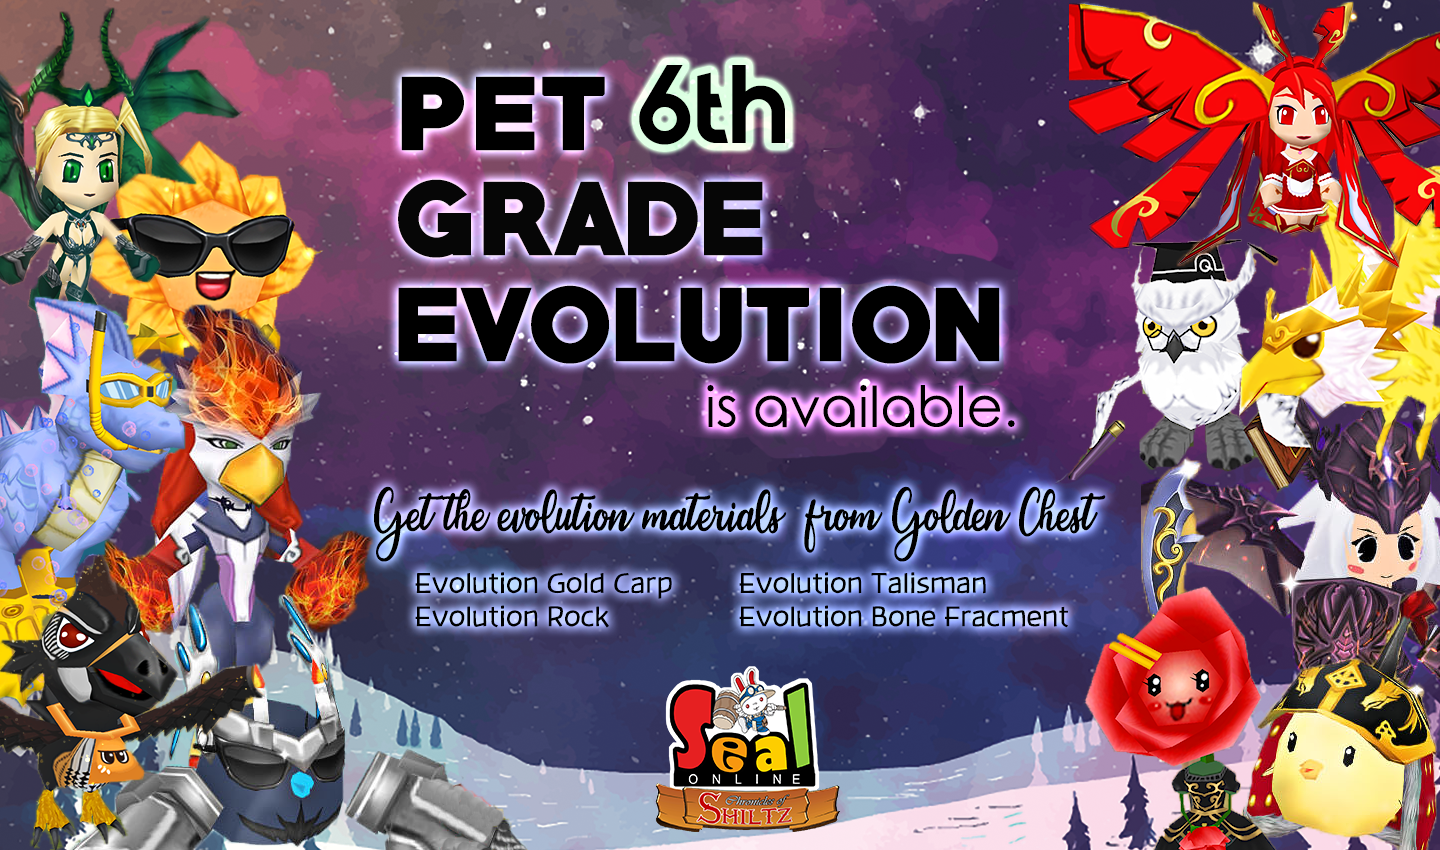 PET 6th
GRADE
EVOLUTION
is available.
Get the evolution materials from Golden Chest
Evolution Gold Carp
Evolution Rock
Evolution Talisman
Evolution Bone Fracment
Seal
ONLINE
Chronicles of
SHILTZ